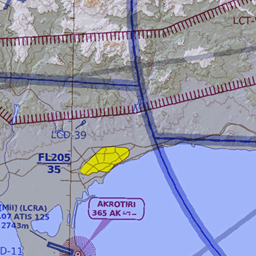 LCT-
LCD-39
FL205
35
AKROTIRI
365 AK
[Mil] (LCRA)
.07 ATIS 125
2743m
D-11